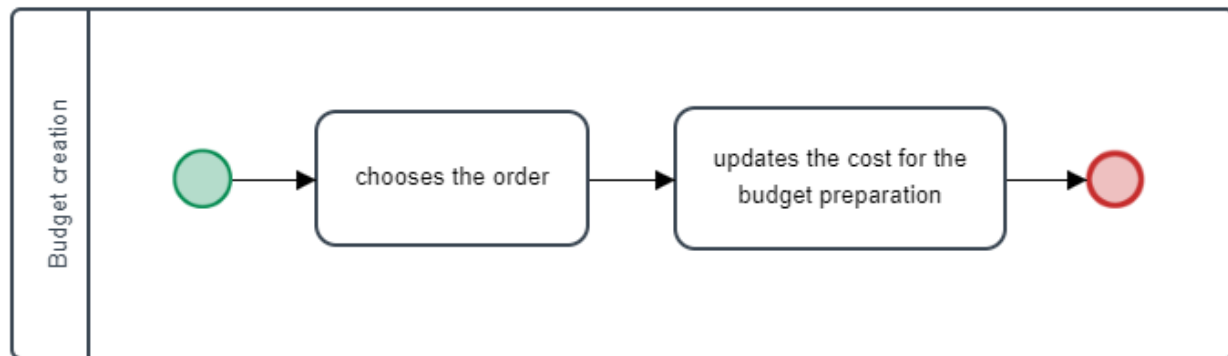 Budget creation
chooses the order
updates the cost for the
budget preparation